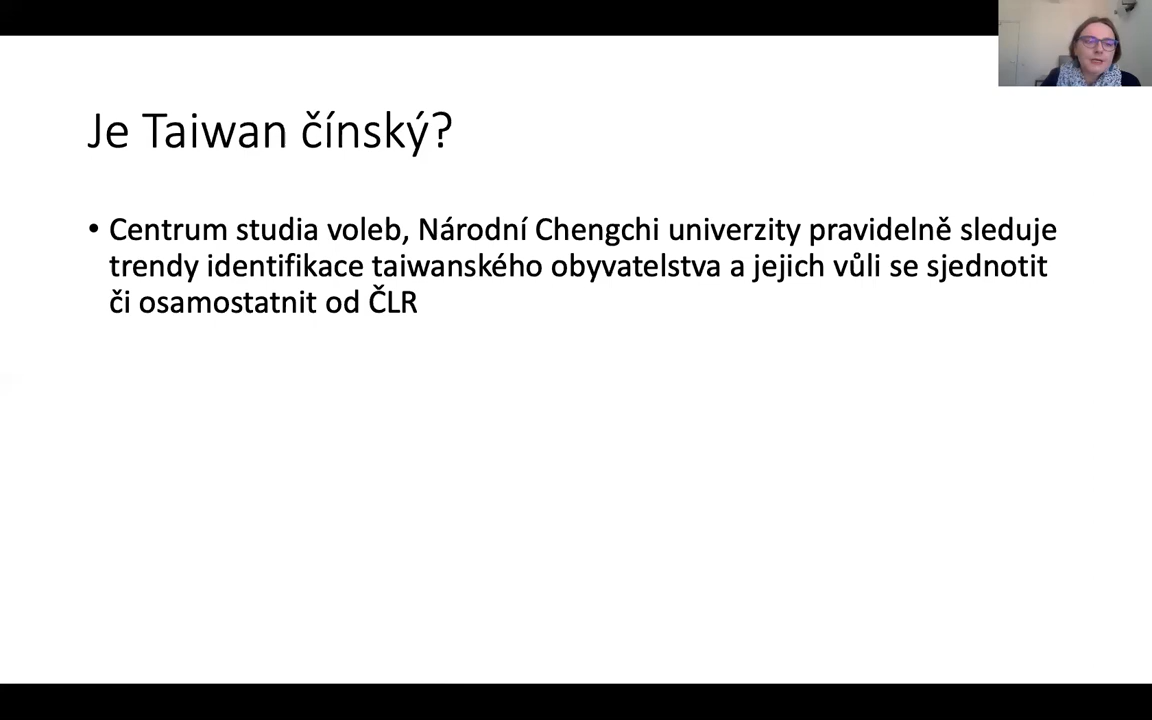 Je Taiwan čínský?
• Centrum studia voleb, Národní Chengchi univerzity pravidelně sleduje
trendy identifikace taiwanského obyvatelstva a jejich vůli se sjednotit
či osamostatnit od ČLR